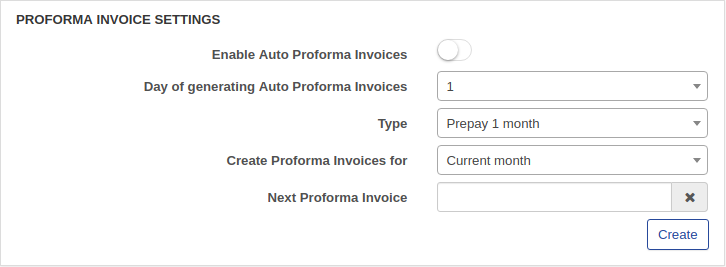 PROFORMA INVOICE SETTINGS
Enable Auto Proforma Invoices
Day of generating Auto Proforma Invoices 1
Type Prepay 1 month
Create Proforma Invoices for Current month
Next Proforma Invoice
Create